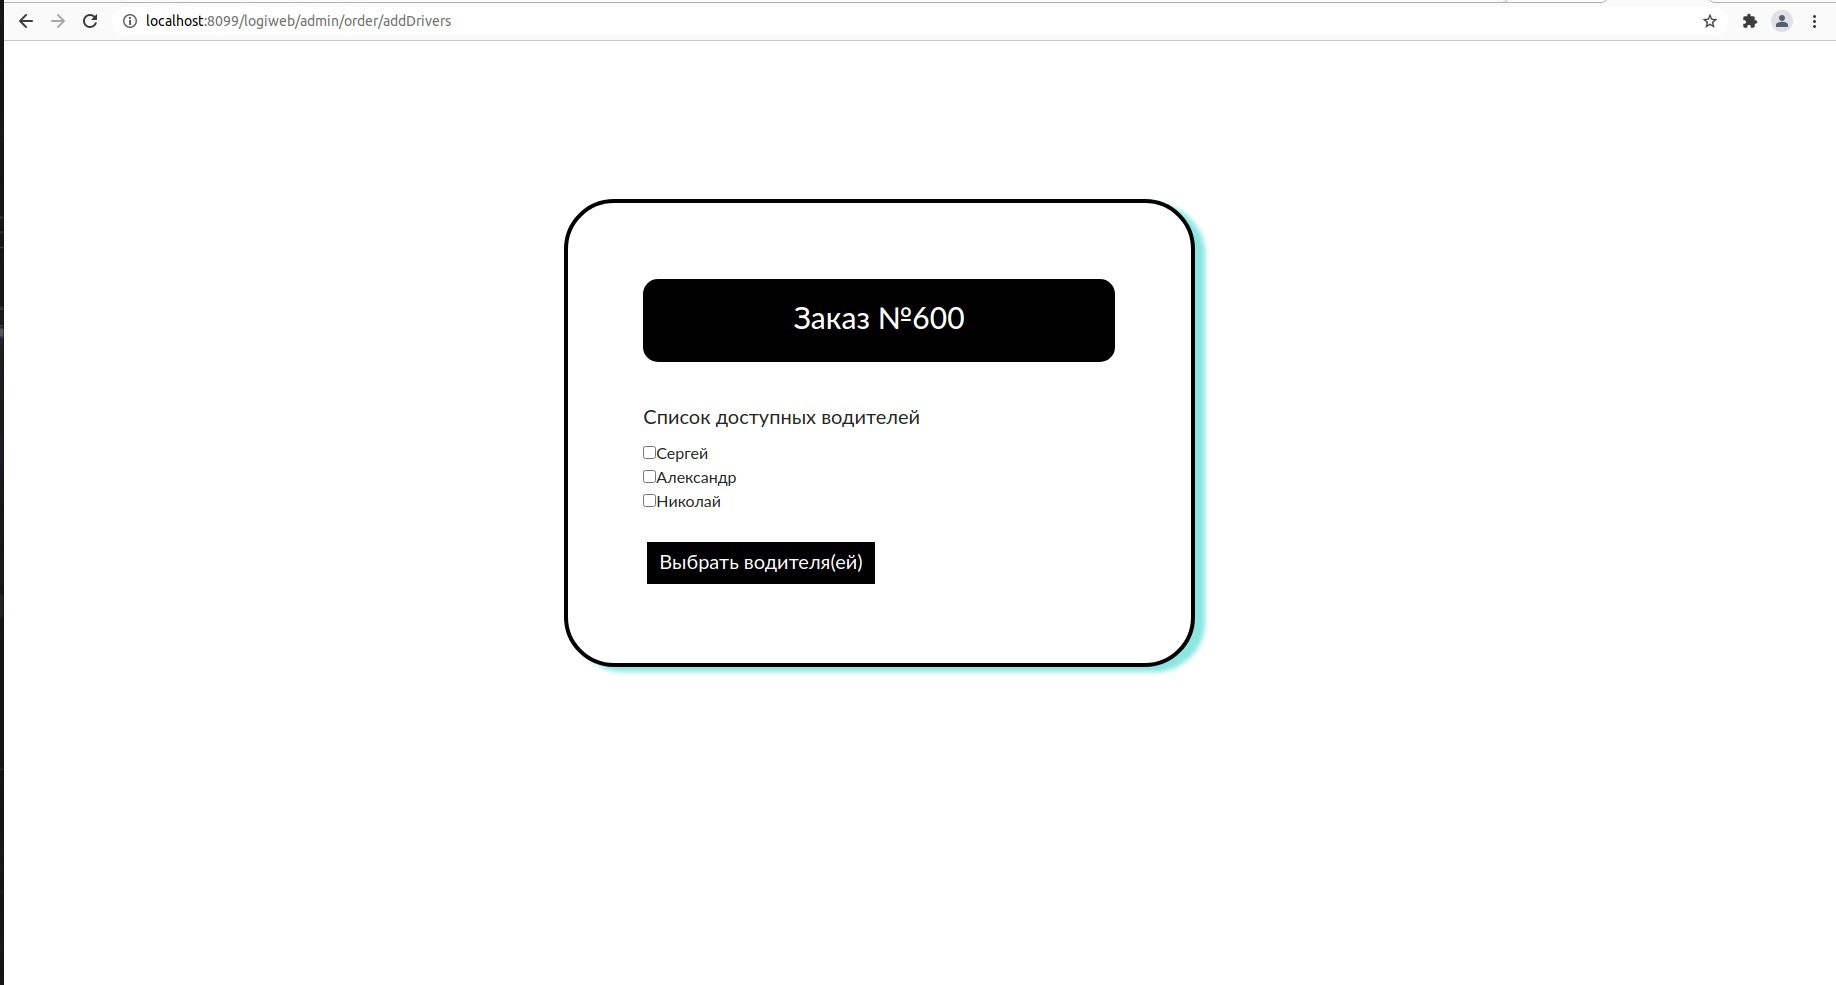 localhost:8099/logiweb/admin/order/addDrivers
Заказ №600
Список доступных водителей
Сергей
Александр
Николай
Выбрать водителя(ей)